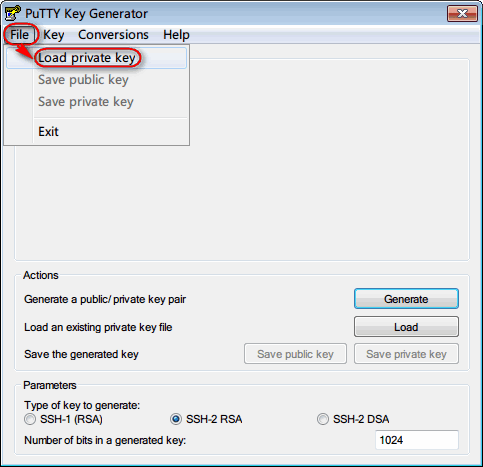 PuTTY Key Generator
File Key Conversions Help
Load private key
Save public key
Save private key
Exit
Actions
Generate a public/ private key pair Generate
Load an existing private key file Load
Save the generated key Save public key Save private key
Parameters
Type of key to generate:
SSH-1 (RSA) SSH-2 RSA SSH-2 DSA
Number of bits in a generated key: 1024